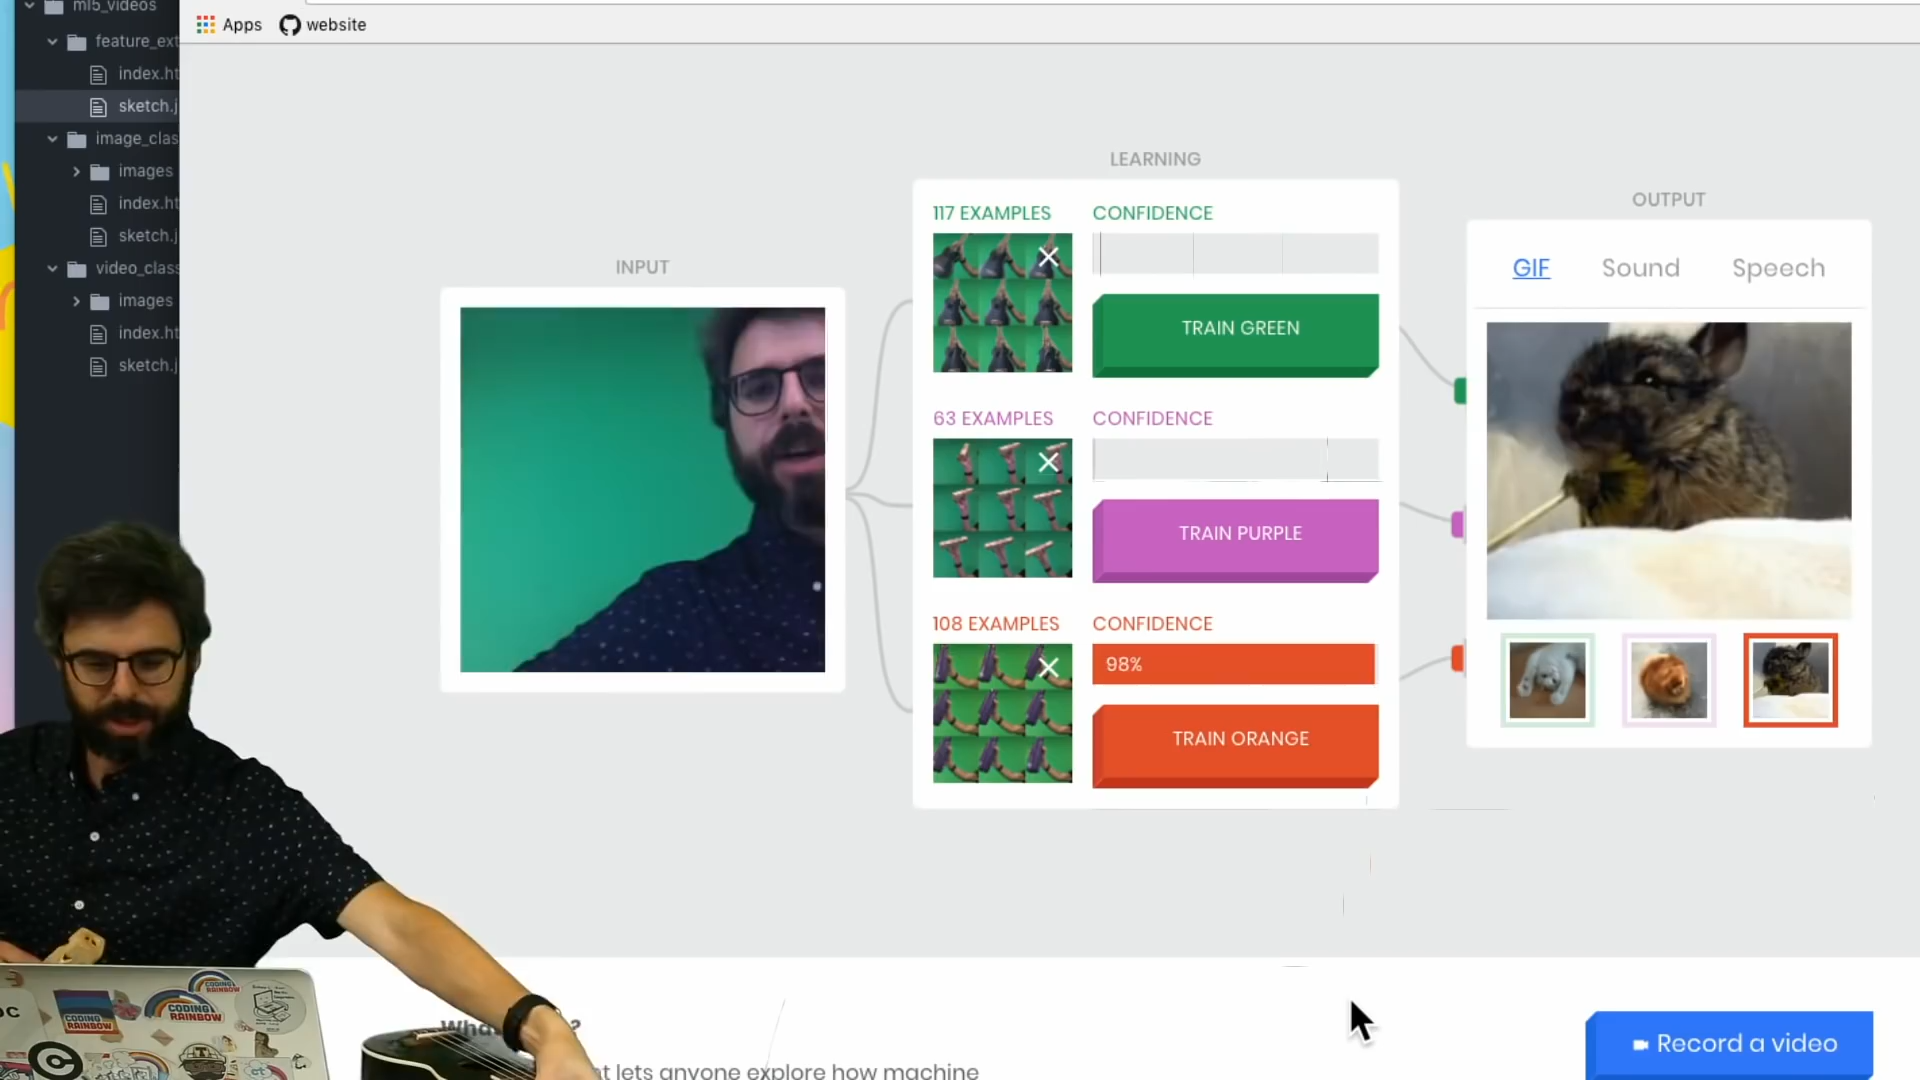 ml5_videos
feature_ext
index.ht
sketch.j
image_clas
images
index.ht
sketch.j
video_class
images
index.ht
sketch.j
Apps
website
INPUT
LEARNING
117 EXAMPLES
CONFIDENCE
TRAIN GREEN
63 EXAMPLES
CONFIDENCE
TRAIN PURPLE
108 EXAMPLES
CONFIDENCE
98%
TRAIN ORANGE
OUTPUT
GIF
Sound
Speech
?
t lets anyone explore how machine
Record a video
CODING
RAINBOW
CODING
RAINBOW
CODING
RAINBOW